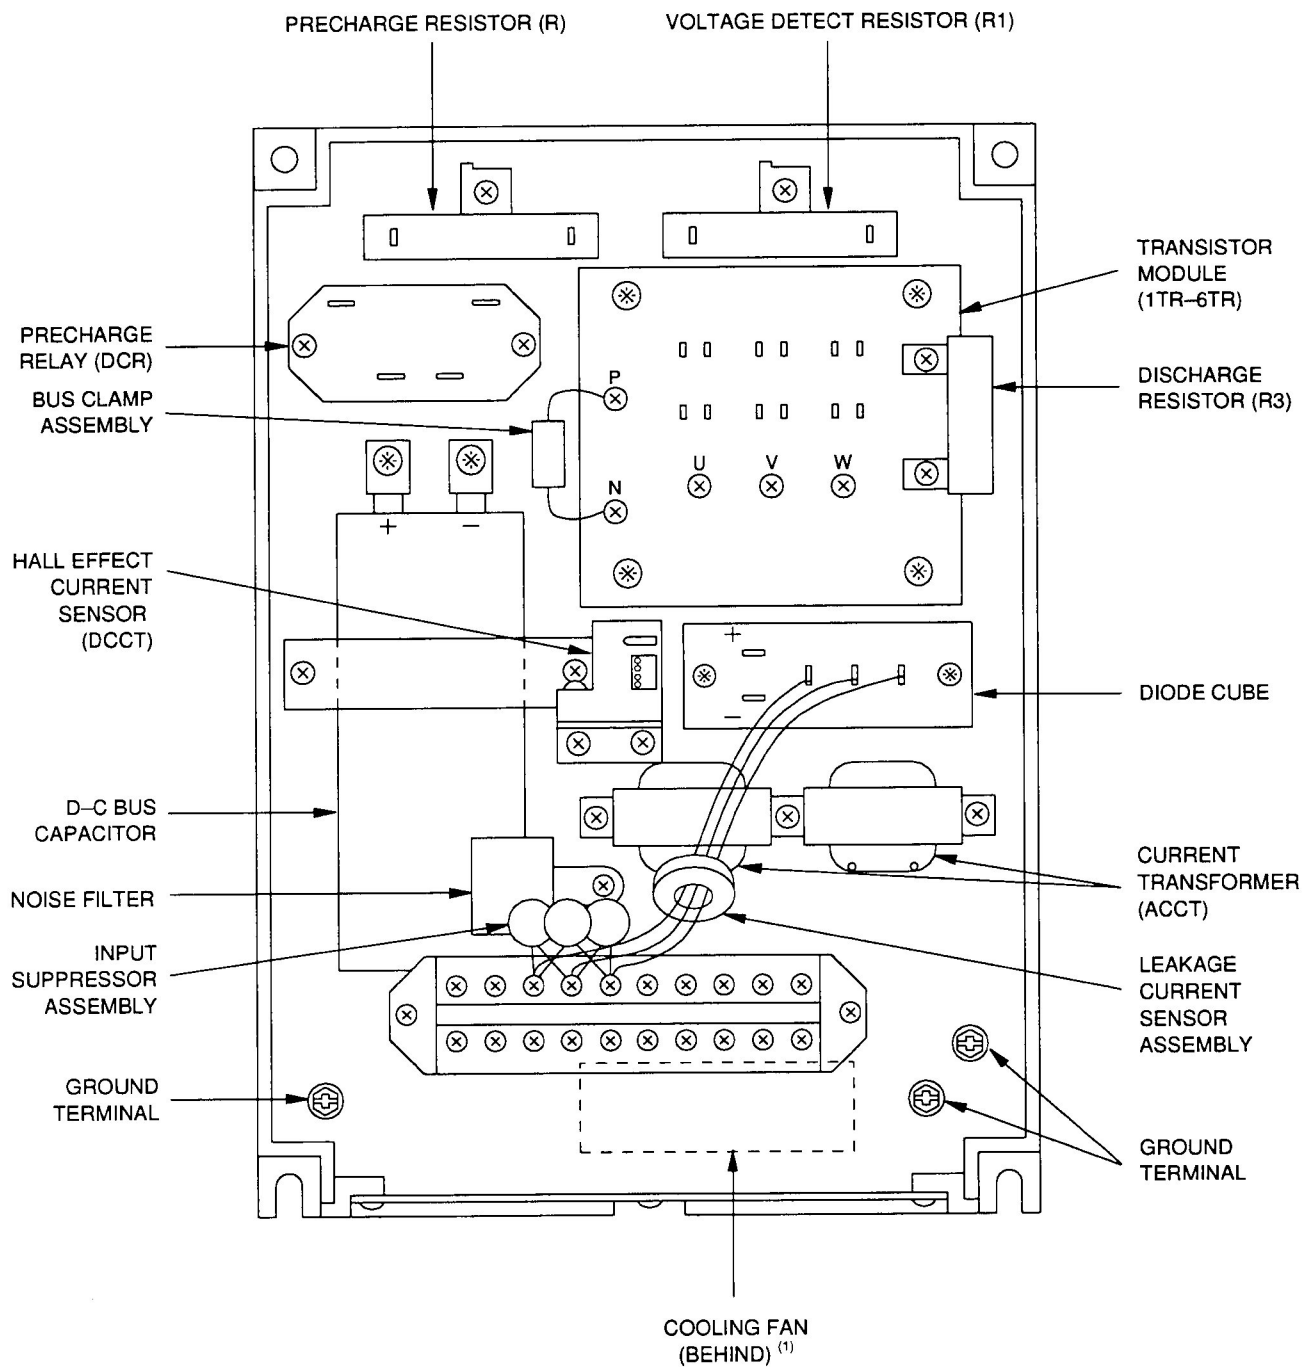 PRECHARGE RESISTOR (R)
VOLTAGE DETECT RESISTOR (R1)
TRANSISTOR
MODULE
(1TR–6TR)
PRECHARGE
RELAY (DCR)
DISCHARGE
RESISTOR (R3)
BUS CLAMP
ASSEMBLY
P
U
V
W
N
+
–
HALL EFFECT
CURRENT
SENSOR
(DCCT)
+
–
DIODE CUBE
D–C BUS
CAPACITOR
CURRENT
TRANSFORMER
(ACCT)
NOISE FILTER
INPUT
SUPPRESSOR
ASSEMBLY
LEAKAGE
CURRENT
SENSOR
ASSEMBLY
GROUND
TERMINAL
GROUND
TERMINAL
COOLING FAN
(BEHIND) (1)